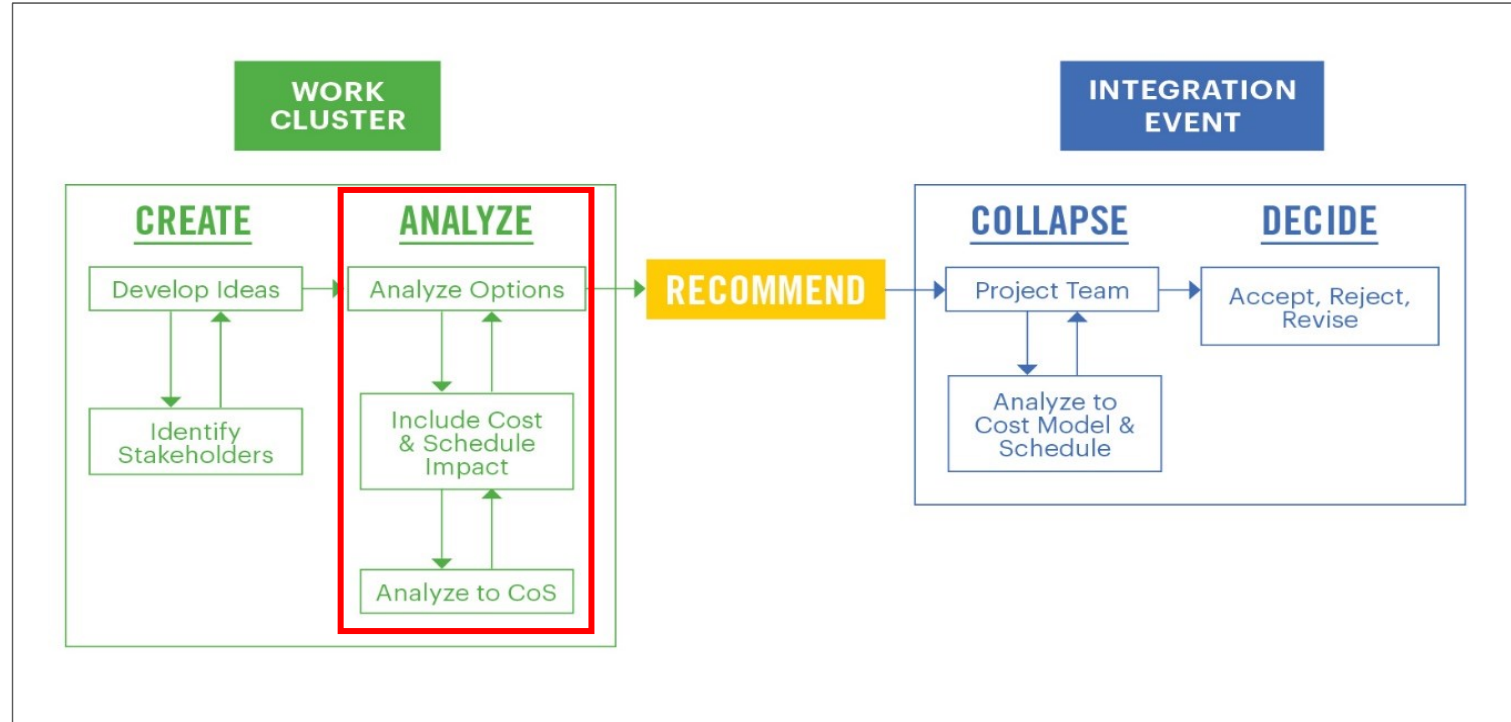 WORK
CLUSTER
INTEGRATION
EVENT
CREATE
Develop Ideas
Identify
Stakeholders
ANALYZE
Analyze Options
Include Cost
& Schedule
Impact
Analyze to CoS
RECOMMEND
COLLAPSE
Project Team
Analyze to
Cost Model &
Schedule
DECIDE
Accept, Reject,
Revise